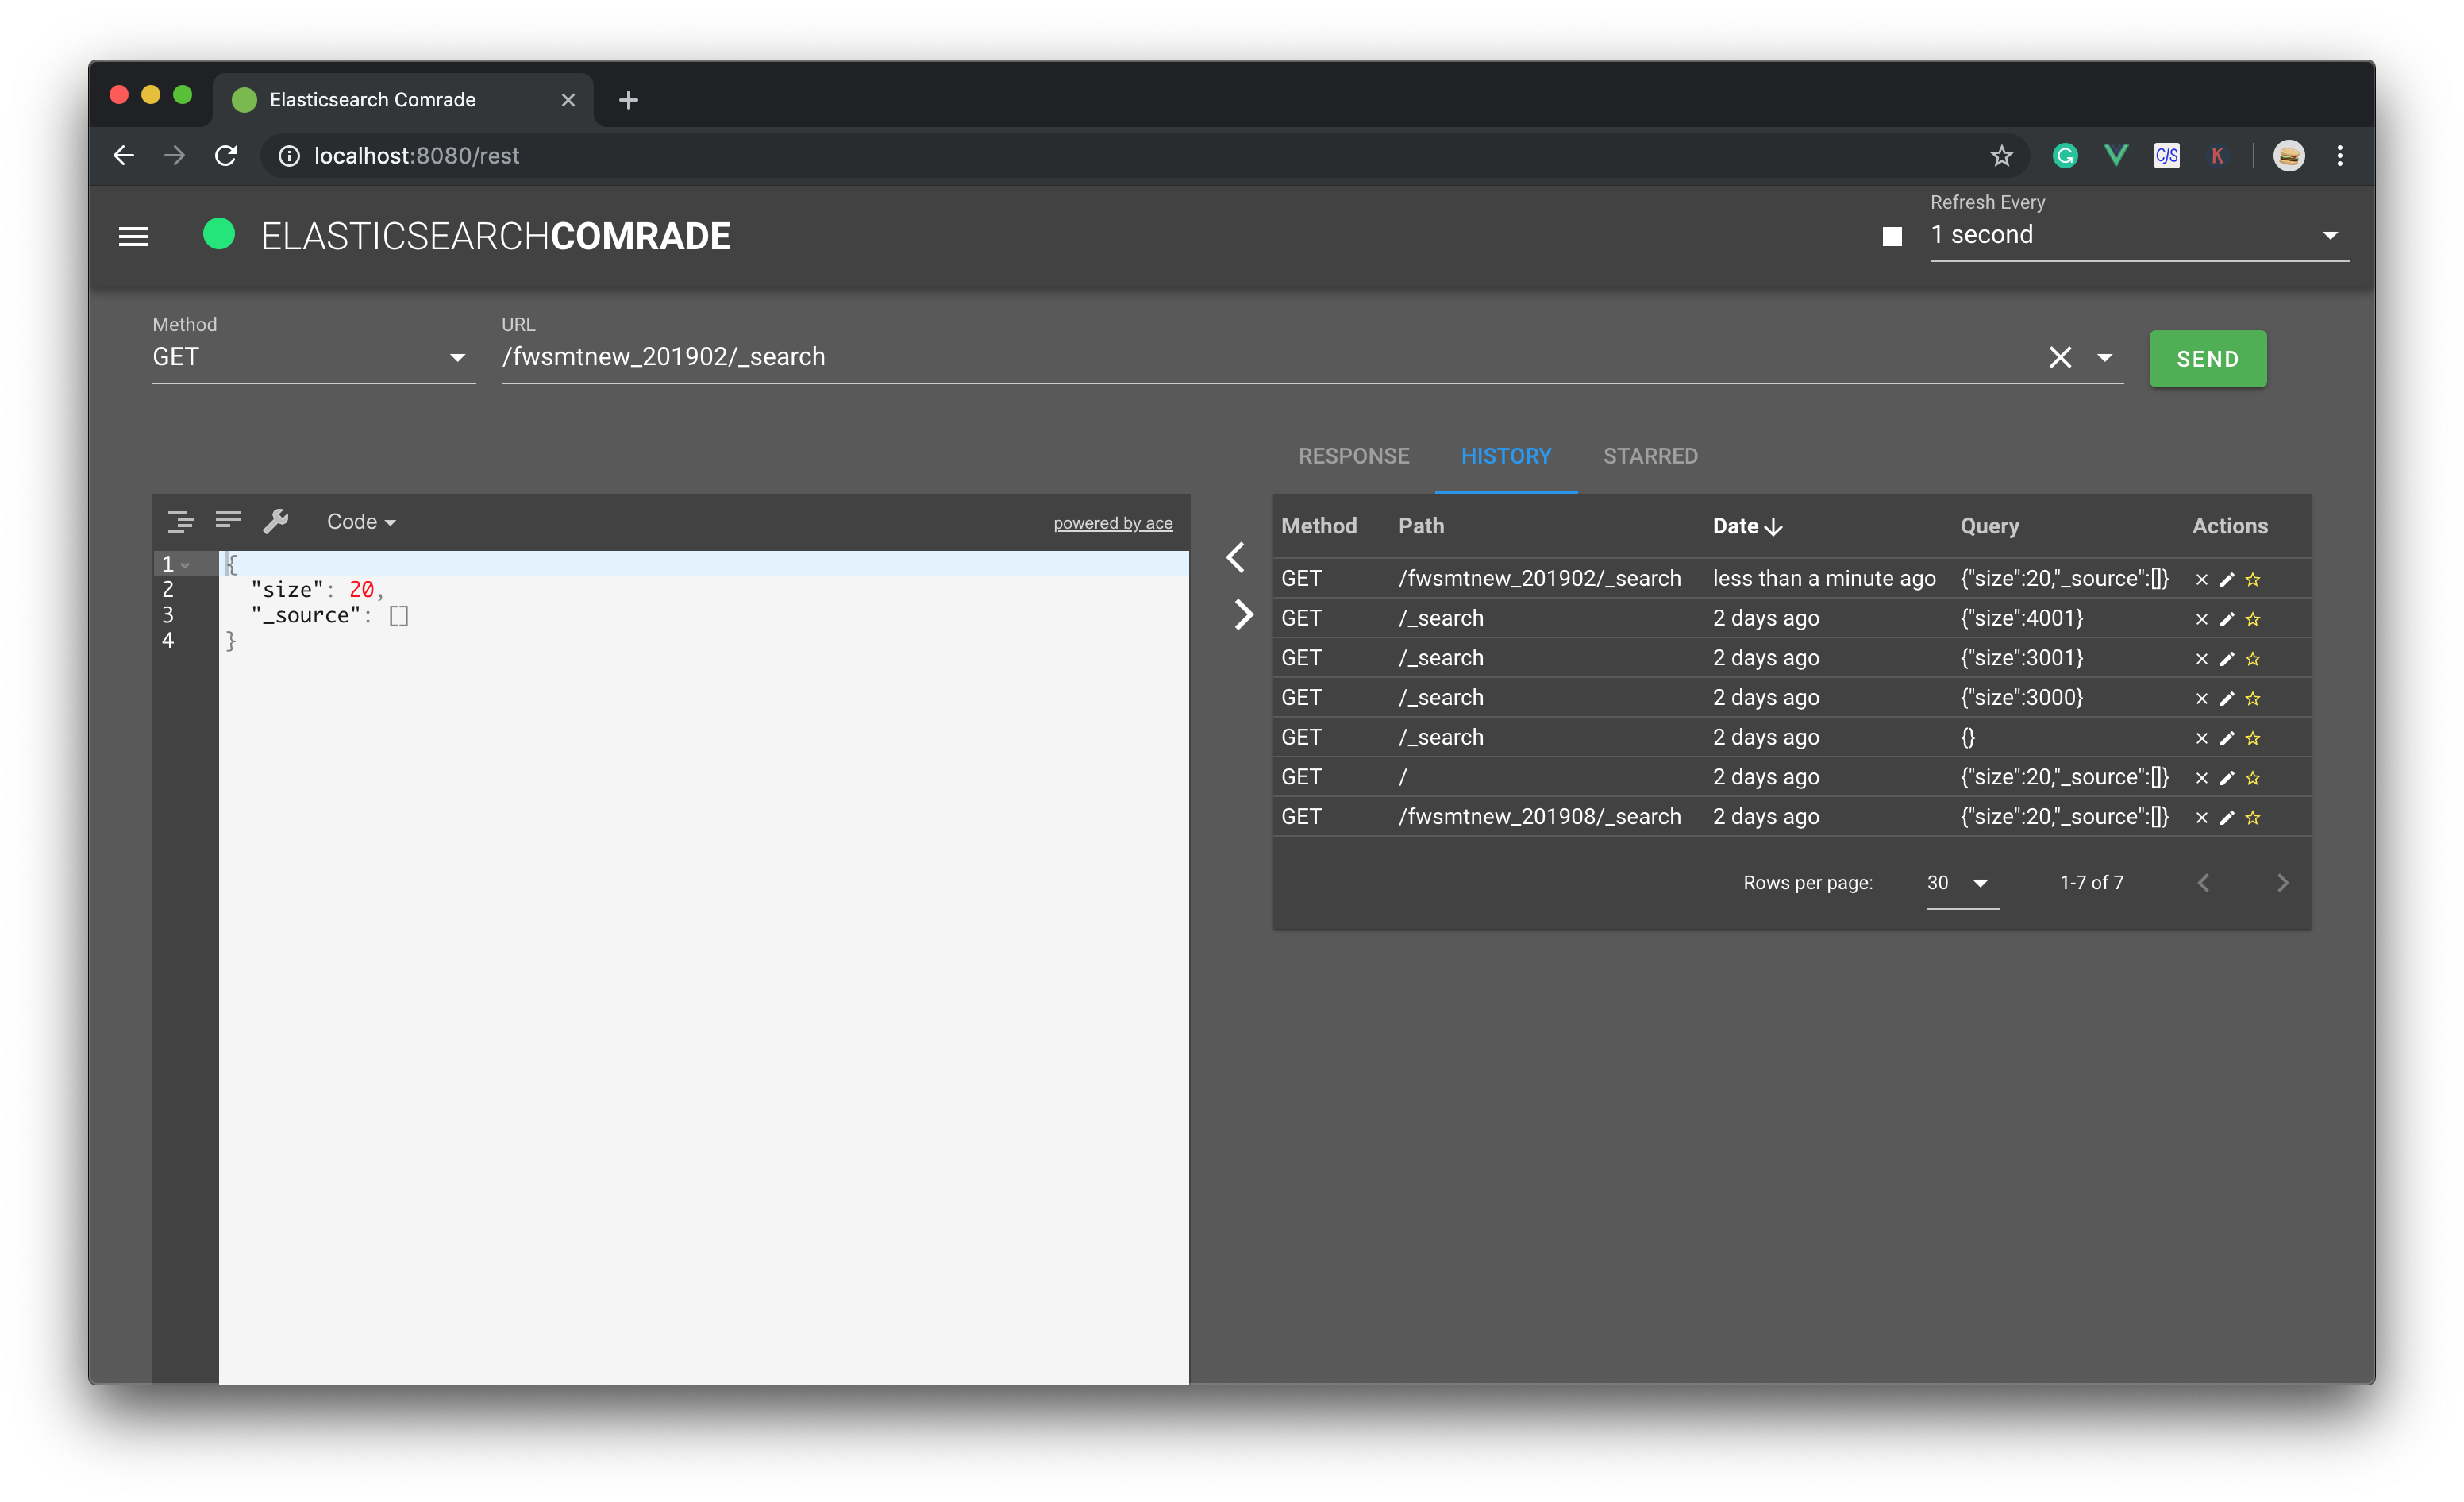 Elasticsearch Comrade
localhost:8080/rest
C/S
K
ELASTICSEARCHCOMRADE
Refresh Every
1 second
Method
GET
URL
/fwsmtnew_201902/_search
SEND
RESPONSE HISTORY STARRED
Code
powered by ace
1 {
2 "size": 20,
3 "_source": []
4 }
Method Path Date Query Actions
GET /fwsmtnew_201902/_search less than a minute ago {"size":20,"_source":[]}
GET /_search 2 days ago {"size":4001}
GET /_search 2 days ago {"size":3001}
GET /_search 2 days ago {"size":3000}
GET /_search 2 days ago {}
GET / 2 days ago {"size":20,"_source":[]}
GET /fwsmtnew_201908/_search 2 days ago {"size":20,"_source":[]}
Rows per page: 30 1-7 of 7